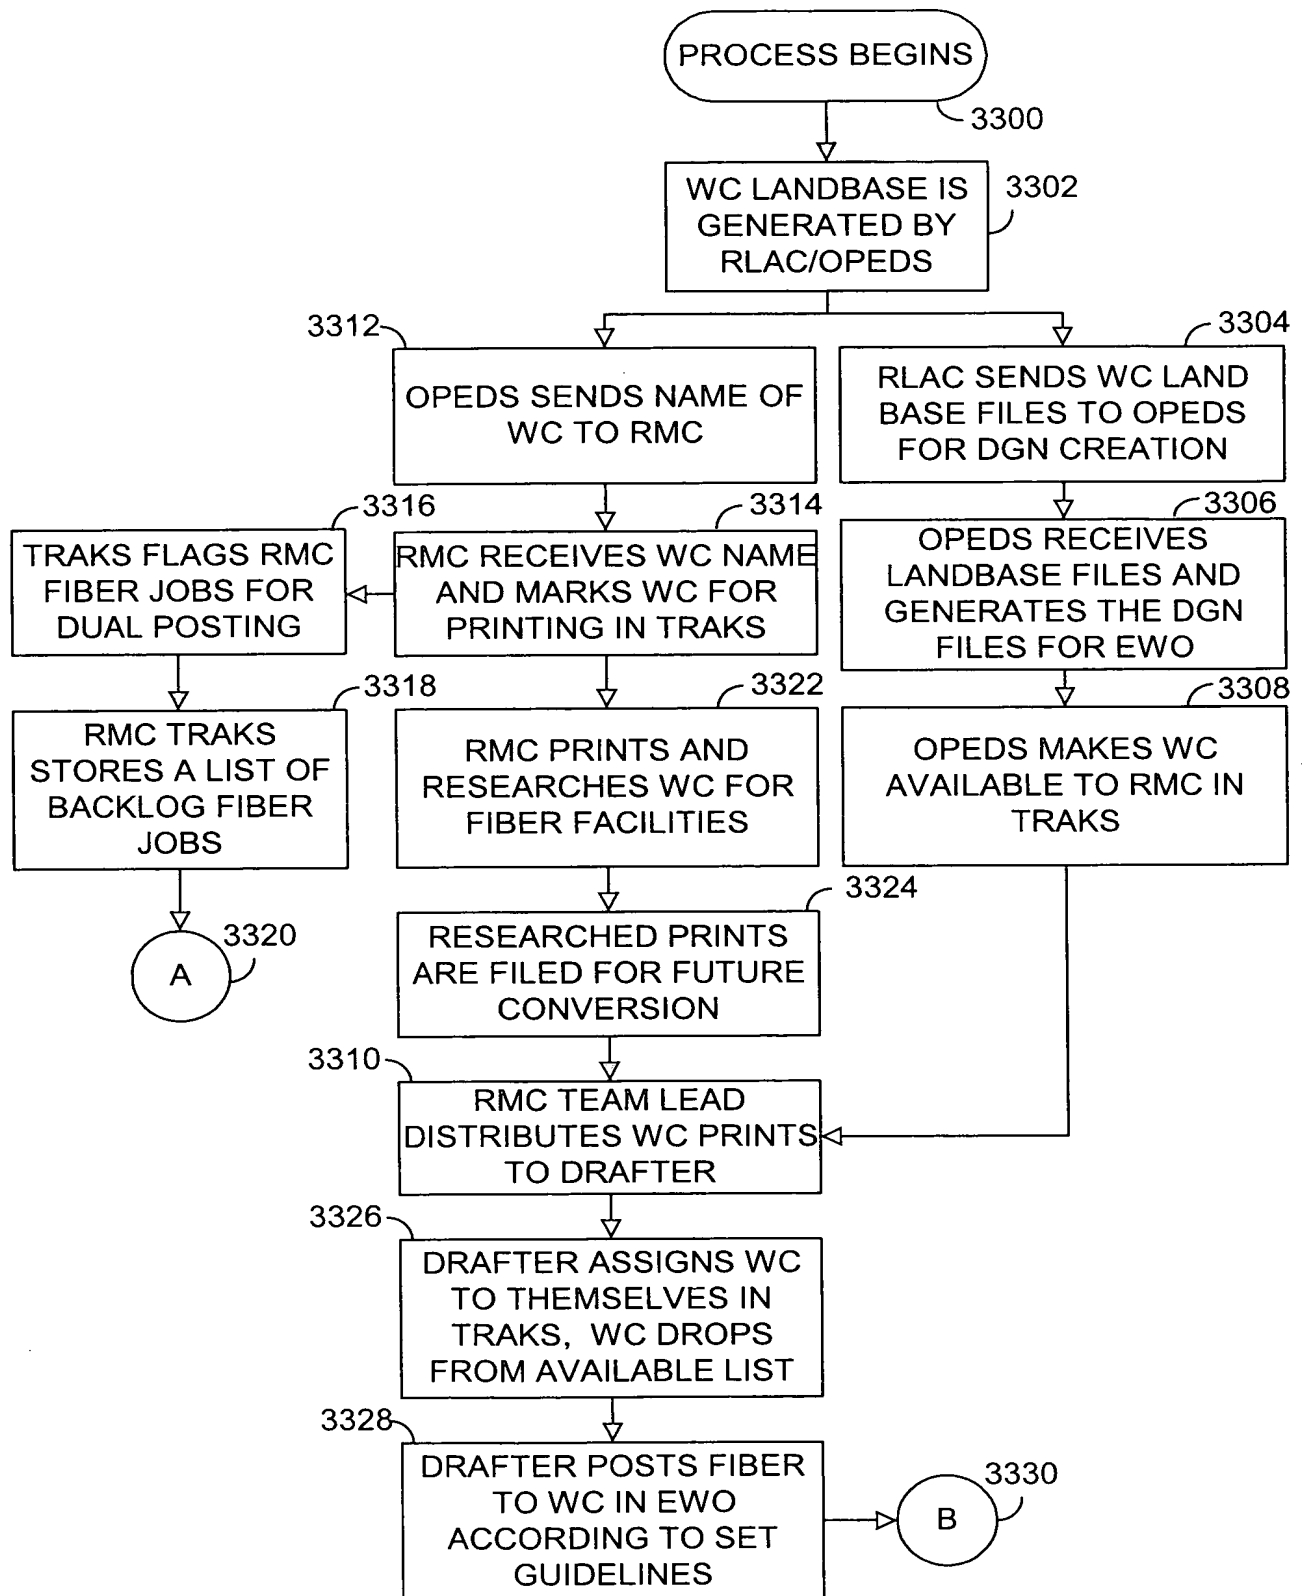 PROCESS BEGINS
3300
WC LANDBASE IS
GENERATED BY
RLAC/OPEDS
3302
3312
OPEDS SENDS NAME OF
WC TO RMC
3304
RLAC SENDS WC LAND
BASE FILES TO OPEDS
FOR DGN CREATION
3316
TRAKS FLAGS RMC
FIBER JOBS FOR
DUAL POSTING
3314
RMC RECEIVES WC NAME
AND MARKS WC FOR
PRINTING IN TRAKS
3306
OPEDS RECEIVES
LANDBASE FILES AND
GENERATES THE DGN
FILES FOR EWO
3318
RMC TRAKS
STORES A LIST OF
BACKLOG FIBER
JOBS
3322
RMC PRINTS AND
RESEARCHES WC FOR
FIBER FACILITIES
3308
OPEDS MAKES WC
AVAILABLE TO RMC IN
TRAKS
3320
A
3324
RESEARCHED PRINTS
ARE FILED FOR FUTURE
CONVERSION
3310
RMC TEAM LEAD
DISTRIBUTES WC PRINTS
TO DRAFTER
3326
DRAFTER ASSIGNS WC
TO THEMSELVES IN
TRAKS, WC DROPS
FROM AVAILABLE LIST
3328
DRAFTER POSTS FIBER
TO WC IN EWO
ACCORDING TO SET
GUIDELINES
3330
B